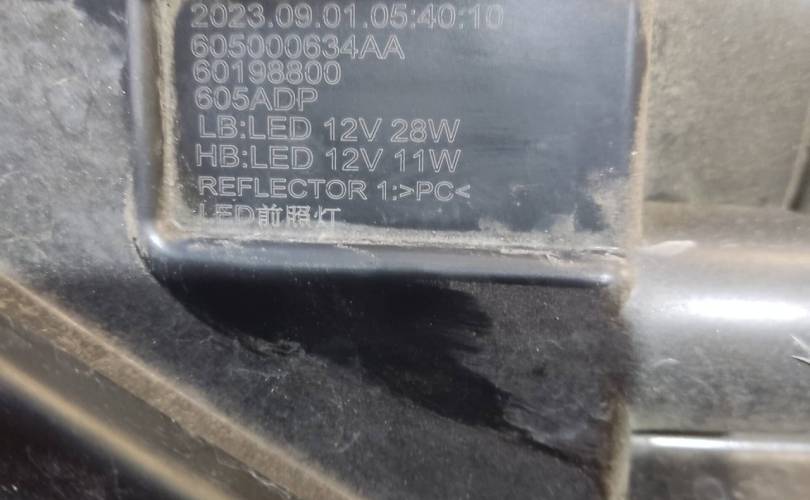 2023.09.01.05:40:10
605000634AA
60198800
605ADP
LB:LED 12V 28W
HB:LED 12V 11W
REFLECTOR 1:>PC<
LED前照灯